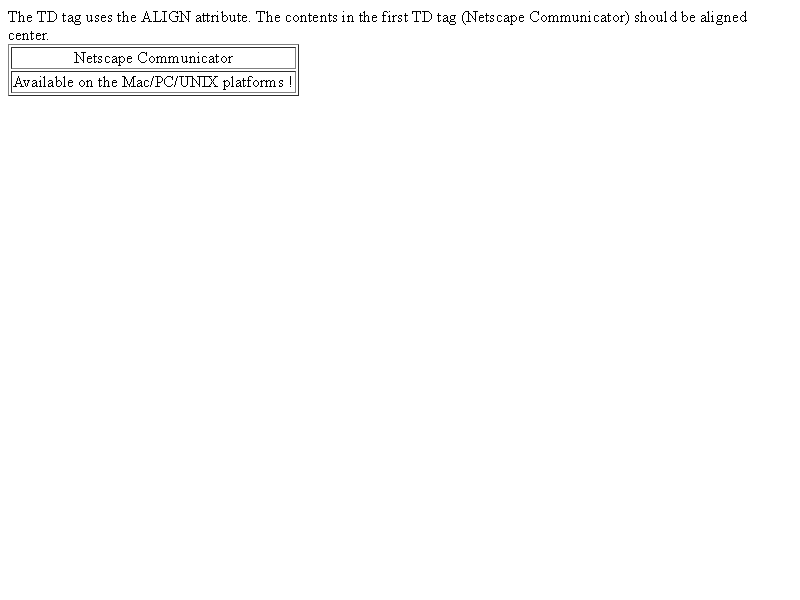 The TD tag uses the ALIGN attribute. The contents in the first TD tag (Netscape Communicator) should be aligned
center.
Netscape Communicator
Available on the Mac/PC/UNIX platforms !